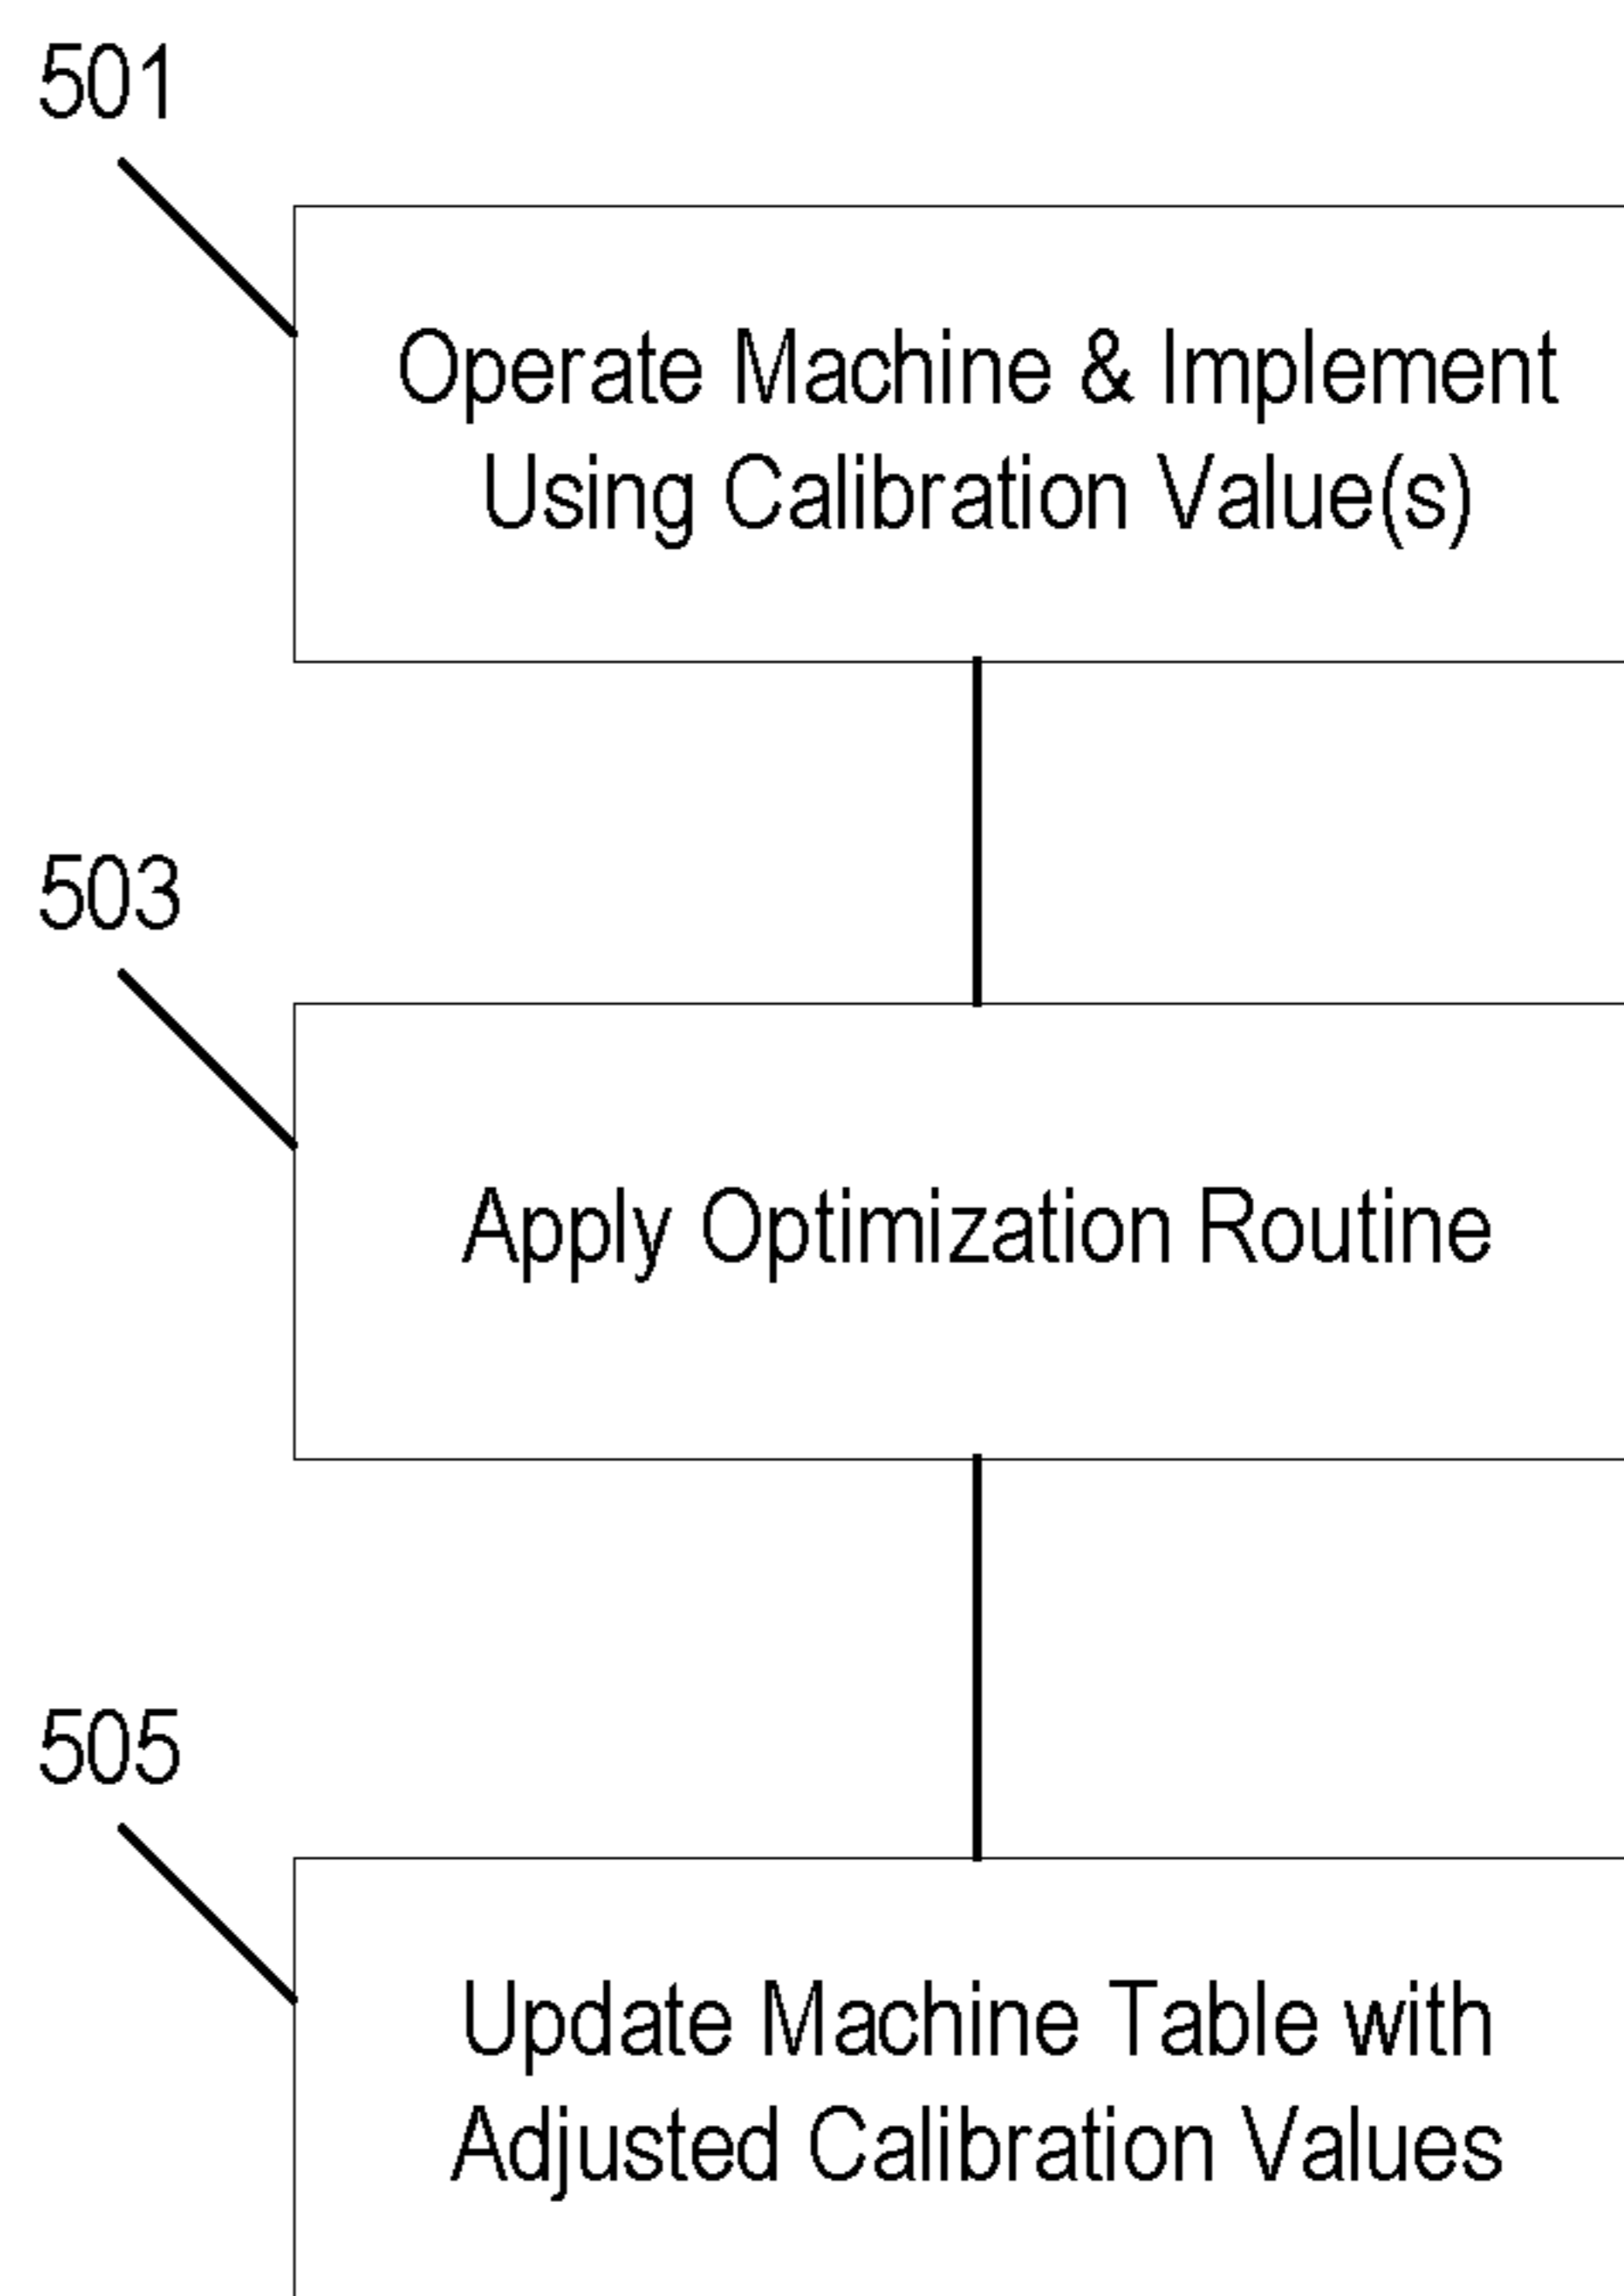 501
Operate Machine & Implement
Using Calibration Value(s)
503
Apply Optimization Routine
505
Update Machine Table with
Adjusted Calibration Values